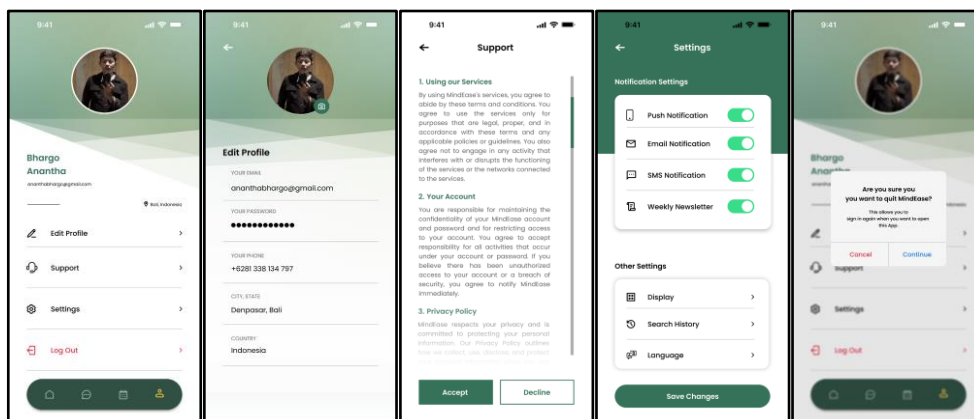 9:41
Bhargo
Anantha
ananthabhargo@gmail.com
Bali, Indonesia
Edit Profile
Support
Settings
Log Out
9:41
Edit Profile
YOUR EMAIL
ananthabhargo@gmail.com
YOUR PASSWORD
YOUR PHONE
+6281 338 134 797
CITY, STATE
Denpasar, Bali
COUNTRY
Indonesia
9:41
Support
1. Using our Services
By using MindEase's services, you agree to
abide by these terms and conditions. You
agree to use the services only for
purposes that are legal, proper, and in
accordance with these terms and any
applicable policies or guidelines. You also
agree not to engage in any activity that
interferes with or disrupts the functioning
of the services or the networks connected
to the services.
2. Your Account
You are responsible for maintaining the
confidentiality of your MindEase account
and password and for restricting access
to your account. You agree to accept
responsibility for all activities that occur
under your account or password. If you
believe there has been unauthorized
access to your account or a breach of
security, you agree to notify MindEase
immediately.
3. Privacy Policy
MindEase respects your privacy and is
committed to protecting your personal
information. Our Privacy Policy outlines
how we collect, use, disclose and protect
Accept
Decline
9:41
Settings
Notification Settings
Push Notification
Email Notification
SMS Notification
Weekly Newsletter
Other Settings
Display
Search History
Language
Save Changes
9:41
Bhargo
Are you sure
you want to quit MindEase?
This allows you to
sign in again when you want to open
this App.
Cancel
Continue
Support
Settings
Log Out